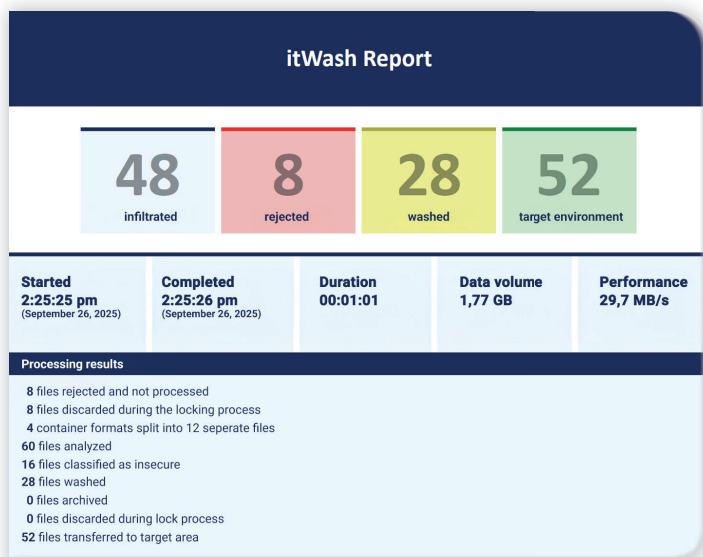 itWash Report
48
infiltrated
8
rejected
28
washed
52
target environment
Started
2:25:25 pm
(September 26, 2025)
Completed
2:25:26 pm
(September 26, 2025)
Duration
00:01:01
Data volume
1,77 GB
Performance
29,7 MB/s
Processing results
8 files rejected and not processed
8 files discarded during the locking process
4 container formats split into 12 seperate files
60 files analyzed
16 files classified as insecure
28 files washed
0 files archived
0 files discarded during lock process
52 files transferred to target area